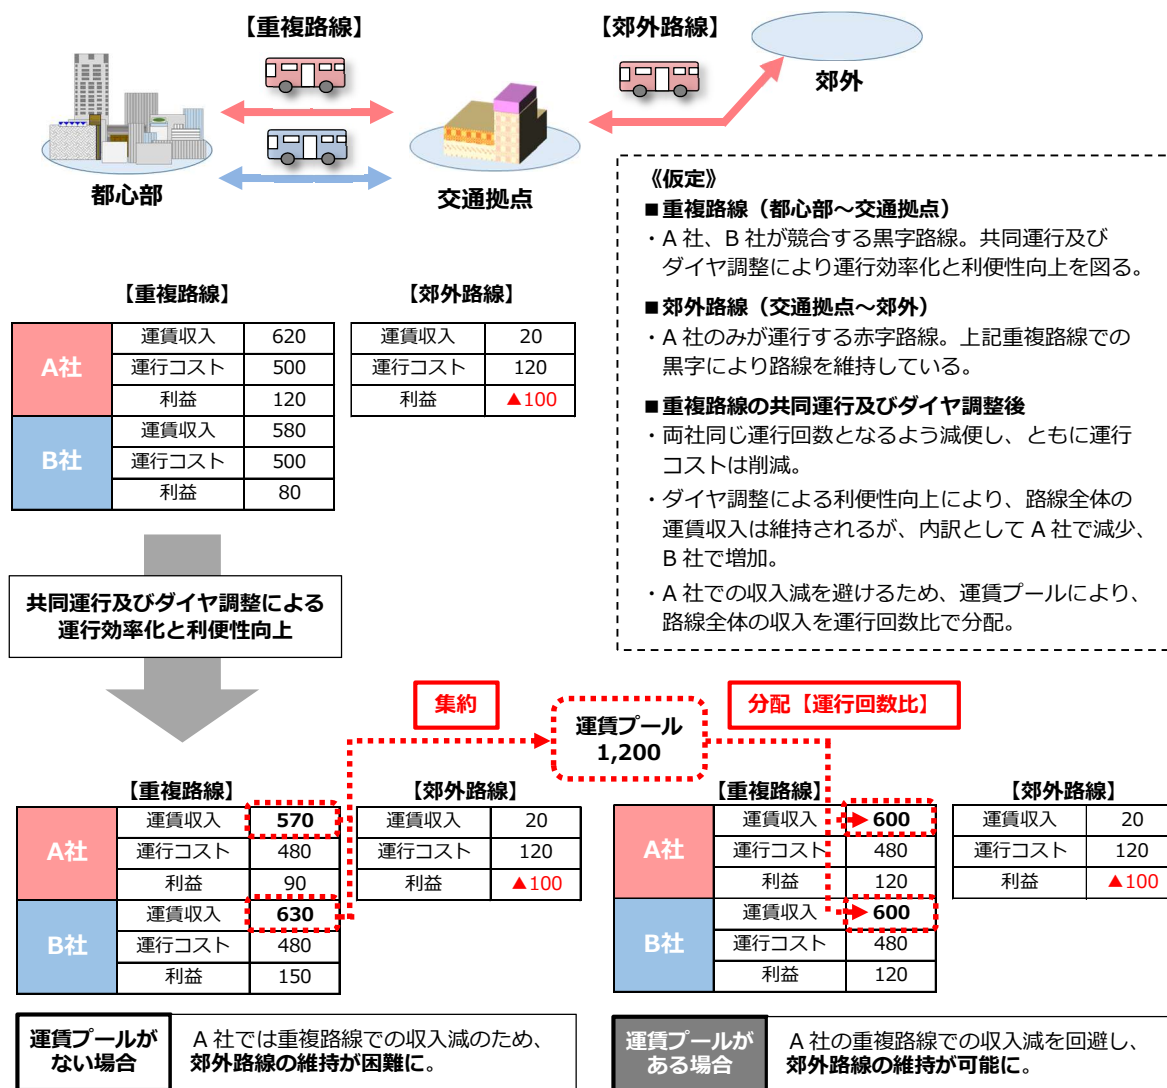 【重複路線】
【郊外路線】
都心部
交通拠点
郊外
《仮定》
■重複路線（都心部～交通拠点）
・A 社、B 社が競合する黒字路線。共同運行及び
ダイヤ調整により運行効率化と利便性向上を図る。
■郊外路線（交通拠点～郊外）
・A 社のみが運行する赤字路線。上記重複路線での
黒字により路線を維持している。
■重複路線の共同運行及びダイヤ調整後
・両社同じ運行回数となるよう減便し、ともに運行
コストは削減。
・ダイヤ調整による利便性向上により、路線全体の
運賃収入は維持されるが、内訳として A 社で減少、
B 社で増加。
・A 社での収入減を避けるため、運賃プールにより、
路線全体の収入を運行回数比で分配。
【重複路線】
A社
運賃収入 620
運行コスト 500
利益 120
B社
運賃収入 580
運行コスト 500
利益 80
【郊外路線】
運賃収入 20
運行コスト 120
利益 ▲100
共同運行及びダイヤ調整による
運行効率化と利便性向上
集約
運賃プール
1,200
分配【運行回数比】
【重複路線】
A社
運賃収入 570
運行コスト 480
利益 90
B社
運賃収入 630
運行コスト 480
利益 150
【郊外路線】
運賃収入 20
運行コスト 120
利益 ▲100
【重複路線】
A社
運賃収入 600
運行コスト 480
利益 120
B社
運賃収入 600
運行コスト 480
利益 120
【郊外路線】
運賃収入 20
運行コスト 120
利益 ▲100
運賃プールが
ない場合
A 社では重複路線での収入減のため、
郊外路線の維持が困難に。
運賃プールが
ある場合
A 社の重複路線での収入減を回避し、
郊外路線の維持が可能に。